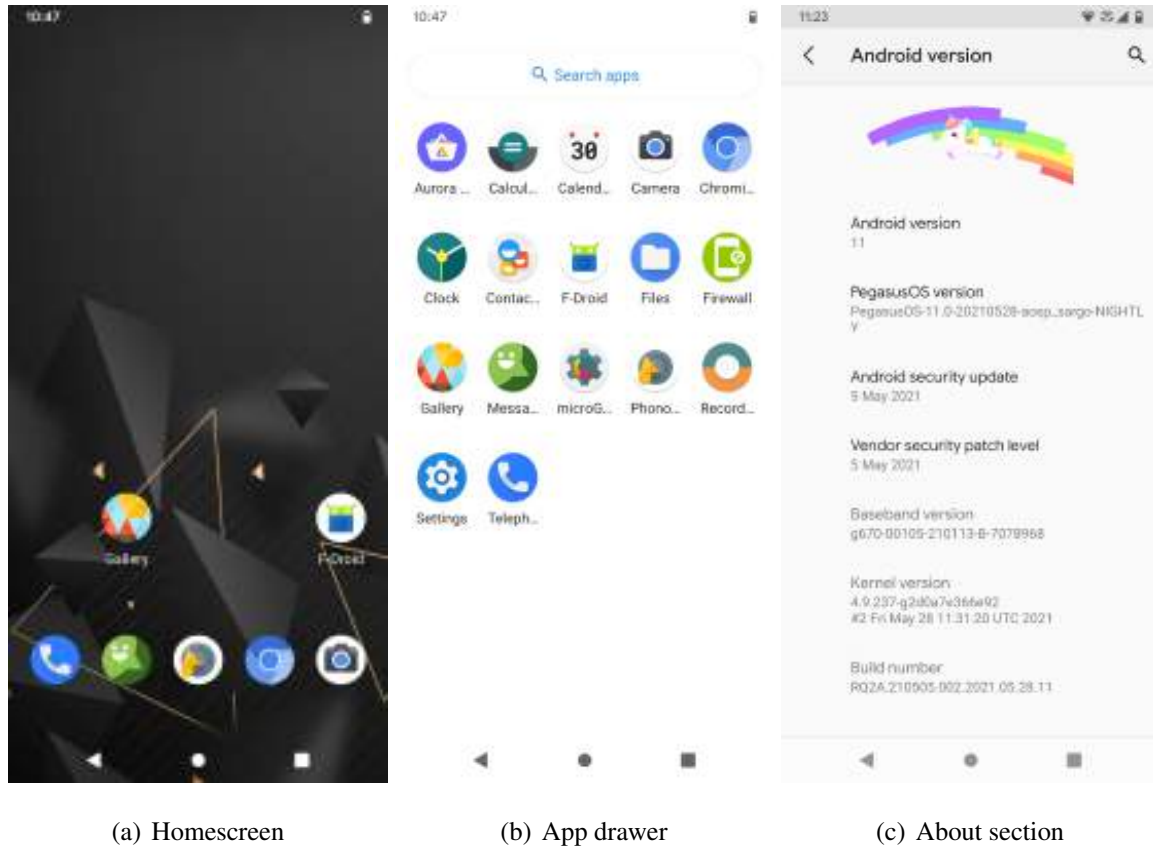 10:47
Gallery
F-Droid
(a) Homescreen
10:47
Search apps
Aurora ... Calcul... Calend... Camera Chromi...
30
Clock Contac... F-Droid Files Firewall
Gallery Messa... microG... Phono... Record...
Settings Teleph...
(b) App drawer
11:23
Android version
Android version
11
PegasusOS version
PegasusOS-11.0-20210528-aosp_sargo-NIGHTL
Y
Android security update
5 May 2021
Vendor security patch level
5 May 2021
Baseband version
g670-00105-210113-B-7078968
Kernel version
4.9.237-g2d0a7e366e92
#2 Fri May 28 11:31:20 UTC 2021
Build number
RQ2A.210505.002.2021.05.28.11
(c) About section